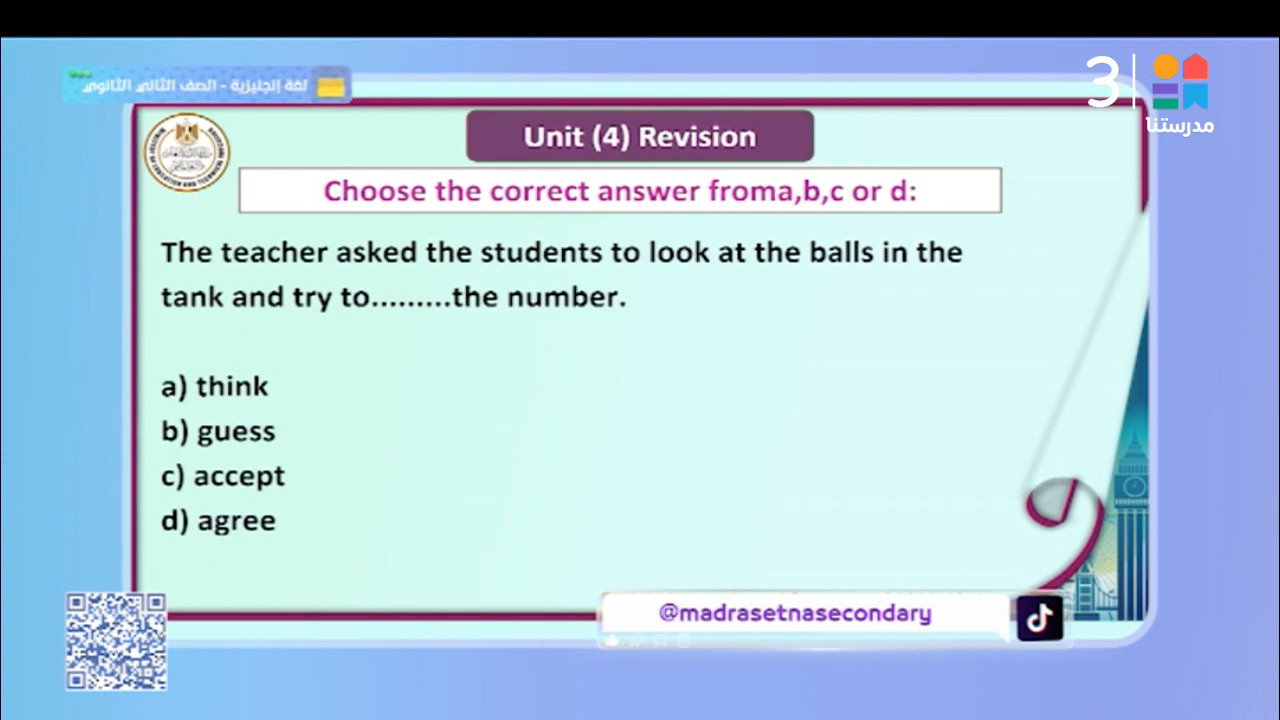 3
مدرستنا
لغة إنجليزية - الصف الثاني الثانوي
Unit (4) Revision
Choose the correct answer froma,b,c or d:
The teacher asked the students to look at the balls in the
tank and try to.........the number.
a) think
b) guess
c) accept
d) agree
@madrasetnasecondary